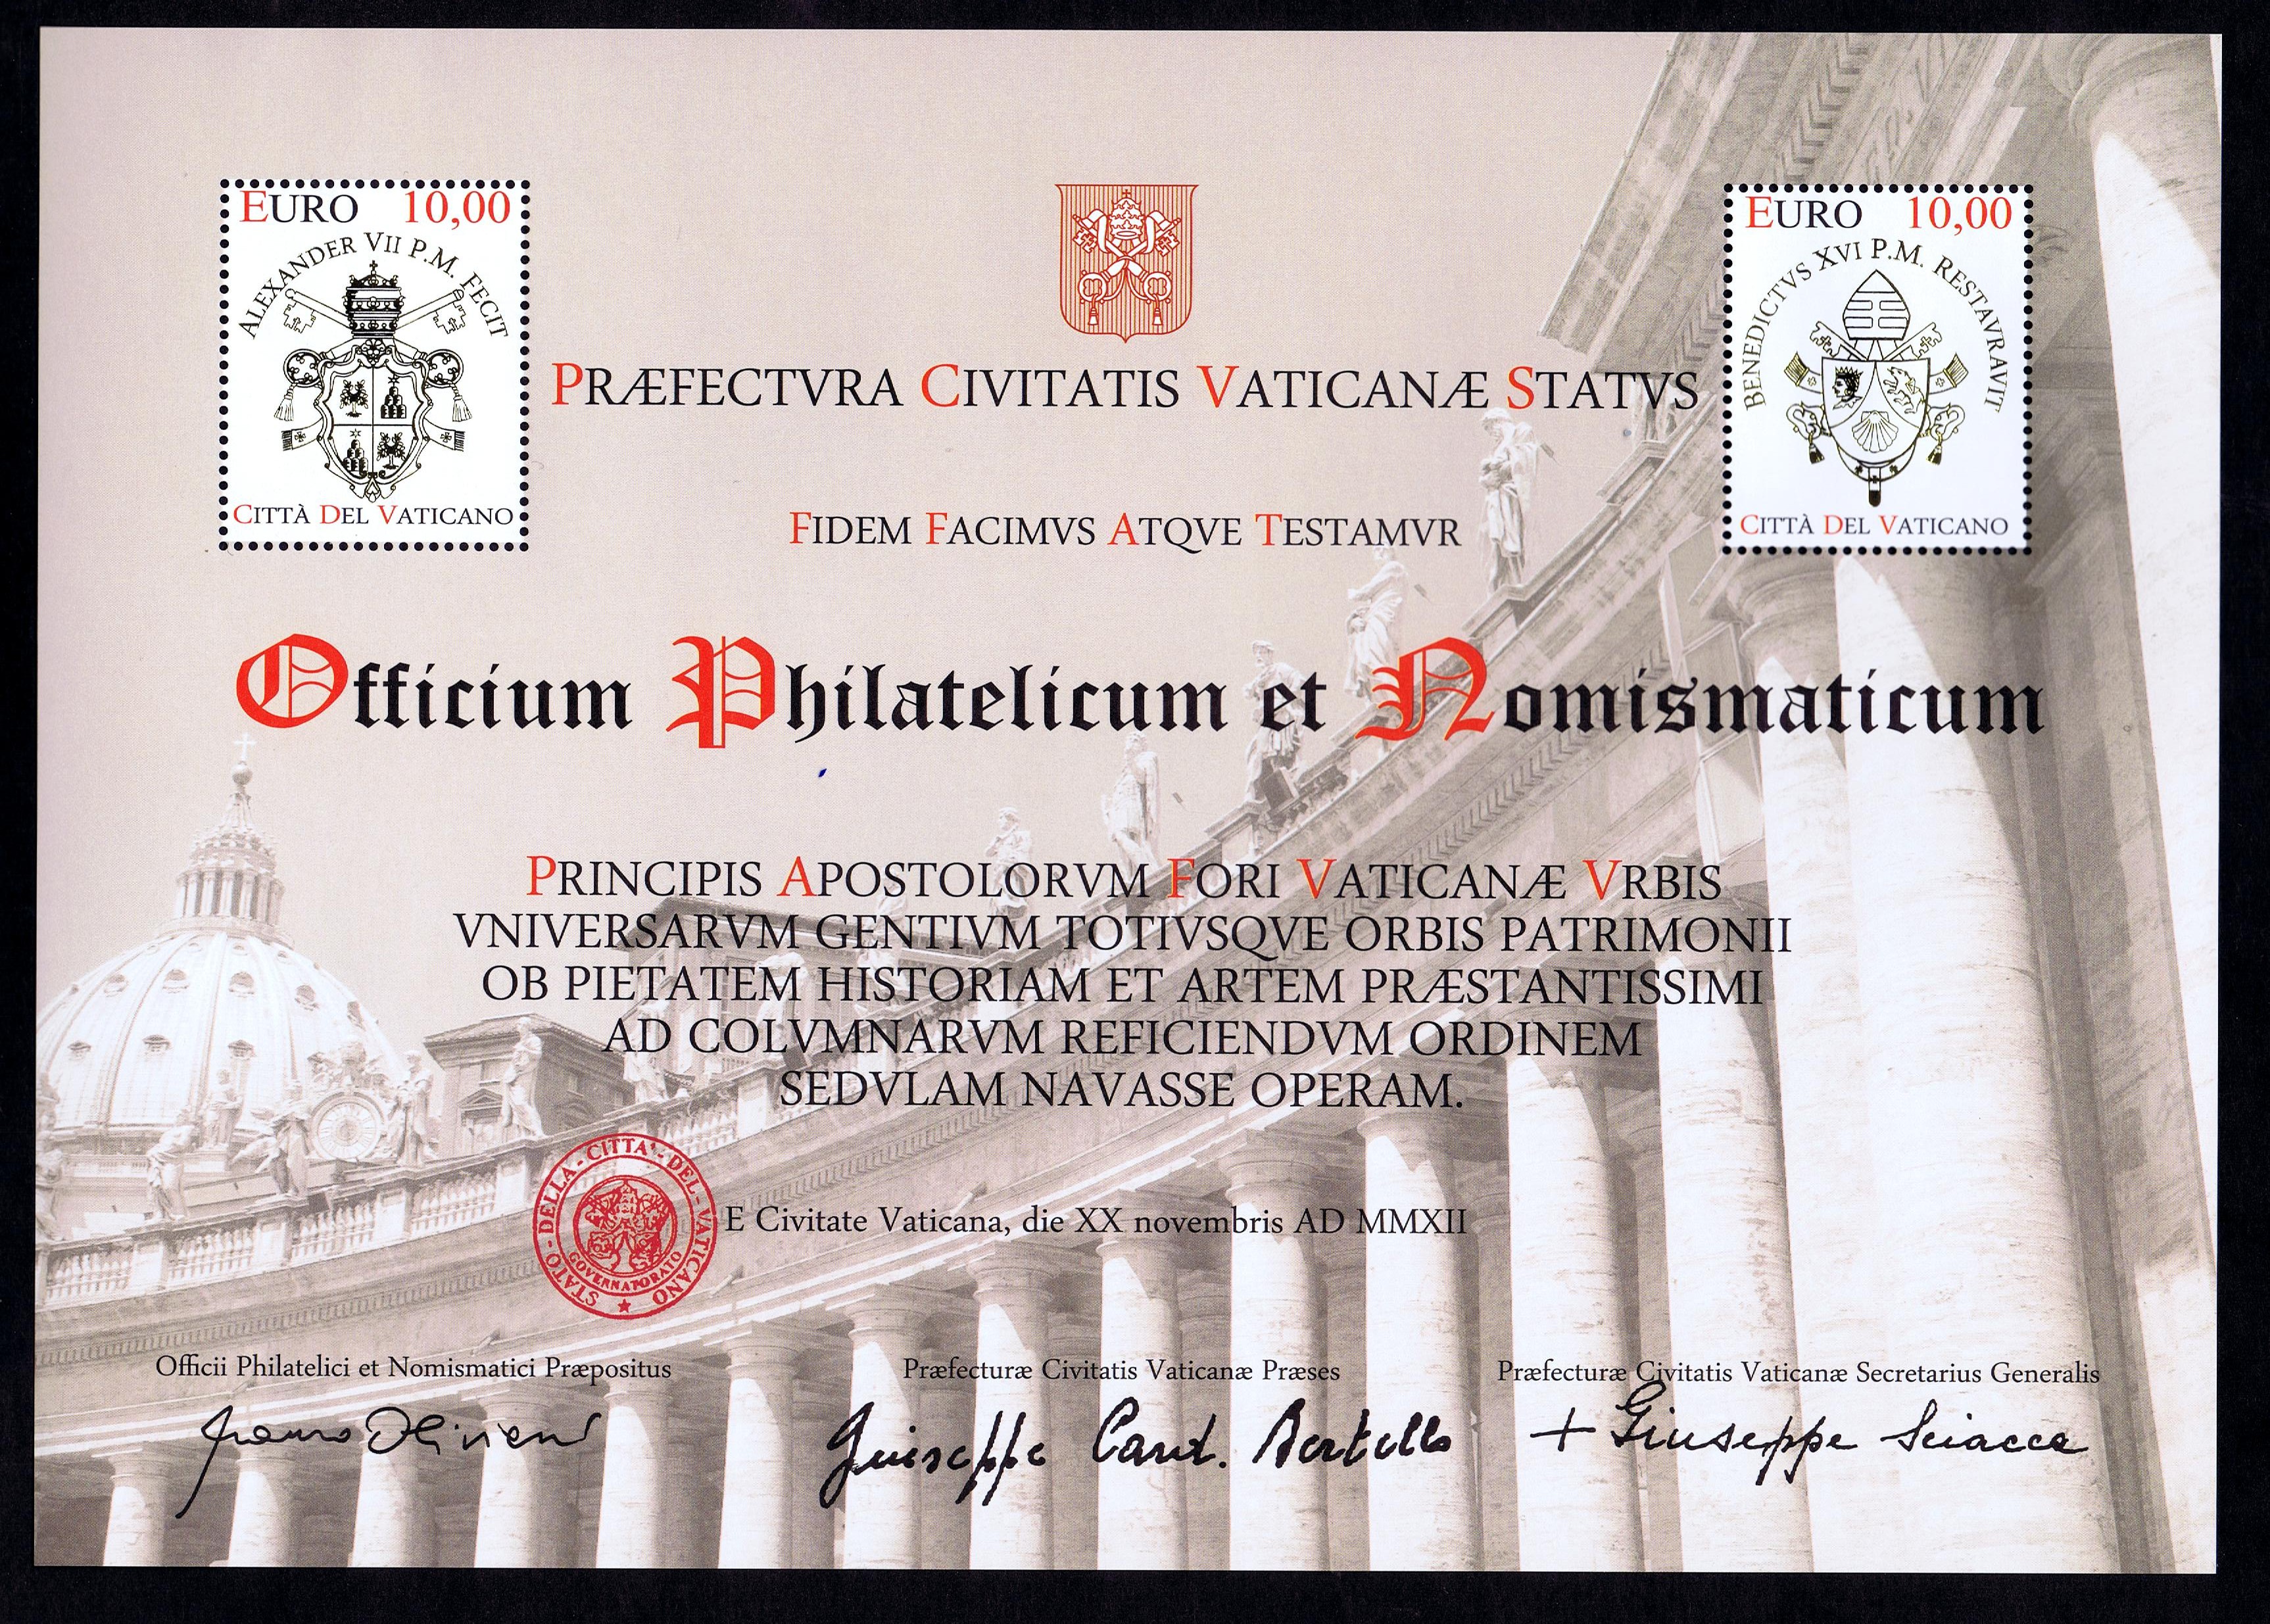 EURO 10,00
ALEXANDER VII P.M. FECIT
CITTÀ DEL VATICANO
EURO 10,00
BENEDICTVS XVI P.M. RESTAVRAVIT
CITTÀ DEL VATICANO
PRÆFECTVRA CIVITATIS VATICANÆ STATVS
FIDEM FACIMVS ATQVE TESTAMVR
Officium Philatelicum et Nomismaticum
PRINCIPIS APOSTOLORVM FORI VATICANÆ VRBIS
VNIVERSARVM GENTIVM TOTIVSQVE ORBIS PATRIMONII
OB PIETATEM HISTORIAM ET ARTEM PRÆSTANTISSIMI
AD COLVMNARVM REFICIENDVM ORDINEM
SEDVLAM NAVASSE OPERAM.
STATO-DELLA-CITTA'-DEL-VATICANO
GOVERNATORATO
E Civitate Vaticana, die XX novembris AD MMXII
Officii Philatelici et Nomismatici Præpositus
Præfecturæ Civitatis Vaticanæ Præses
Præfecturæ Civitatis Vaticanæ Secretarius Generalis
Giuseppe Card. Bertello
+ Giuseppe Sciacca